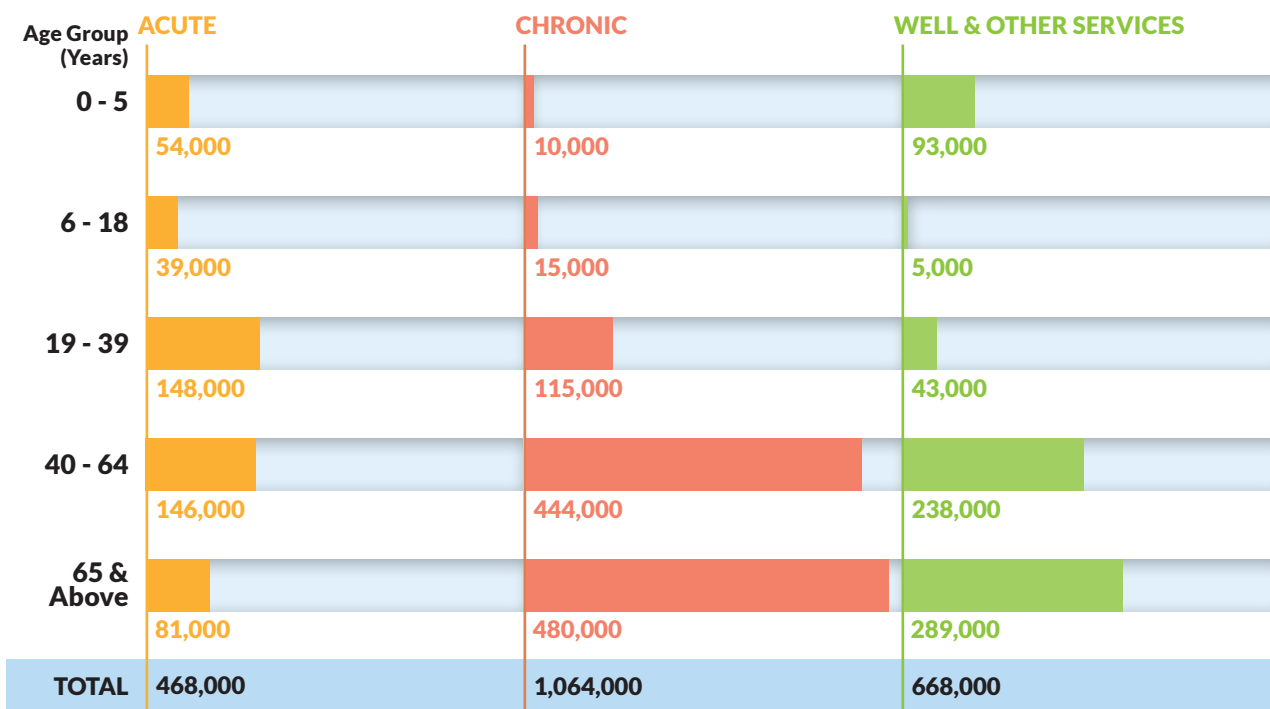 Age Group
(Years)
ACUTE
CHRONIC
WELL & OTHER SERVICES
0 - 5
54,000
10,000
93,000
6 - 18
39,000
15,000
5,000
19 - 39
148,000
115,000
43,000
40 - 64
146,000
444,000
238,000
65 &
Above
81,000
480,000
289,000
TOTAL
468,000
1,064,000
668,000